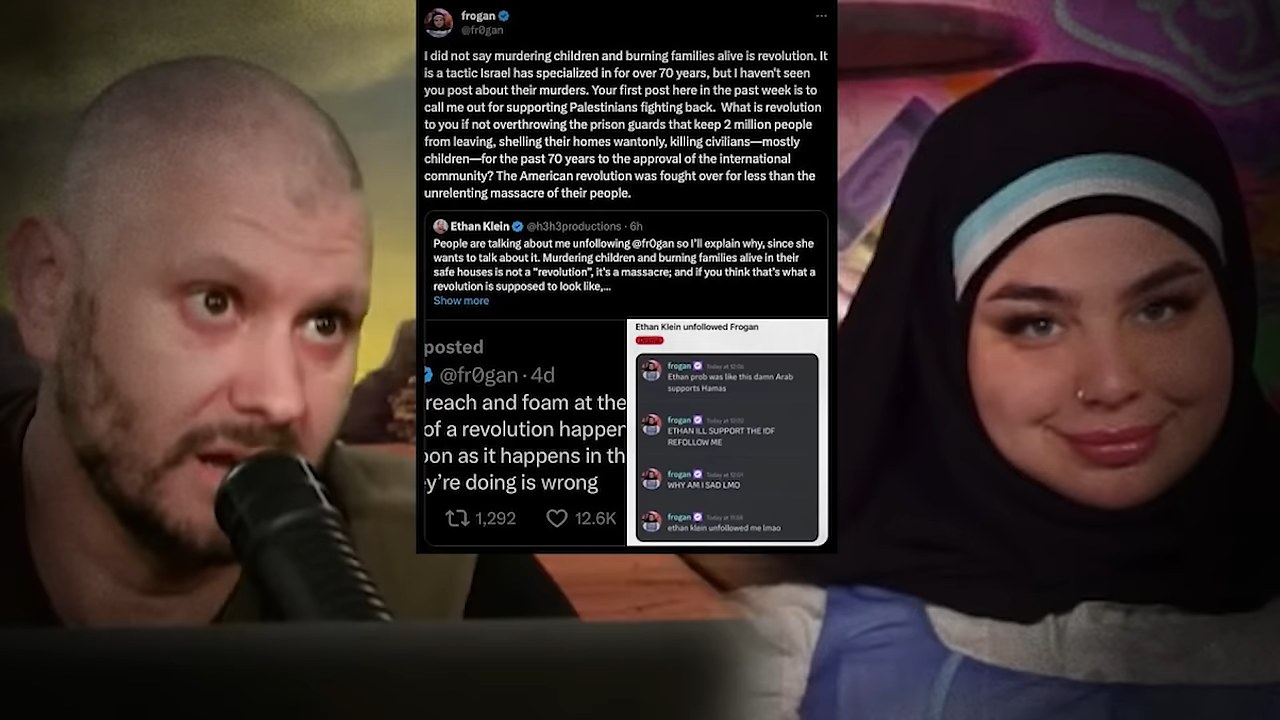 frogan
@fr0gan
I did not say murdering children and burning families alive is revolution. It
is a tactic Israel has specialized in for over 70 years, but I haven't seen
you post about their murders. Your first post here in the past week is to
call me out for supporting Palestinians fighting back. What is revolution
to you if not overthrowing the prison guards that keep 2 million people
from leaving, shelling their homes wantonly, killing civilians—mostly
children—for the past 70 years to the approval of the international
community? The American revolution was fought over for less than the
unrelenting massacre of their people.
Ethan Klein @h3h3productions · 6h
People are talking about me unfollowing @fr0gan so I'll explain why, since she
wants to talk about it. Murdering children and burning families alive in their
safe houses is not a “revolution”, it's a massacre; and if you think that's what a
revolution is supposed to look like,...
Show more
posted
@fr0gan · 4d
reach and foam at the
of a revolution happen
oon as it happens in th
y're doing is wrong
1,292 12.6K
Ethan Klein unfollowed Frogan
frogan
Ethan prob was like this damn Arab
supports Hamas
frogan
ETHAN ILL SUPPORT THE IDF
REFOLLOW ME
frogan
WHY AM I SAD LMO
frogan
ethan klein unfollowed me lmao